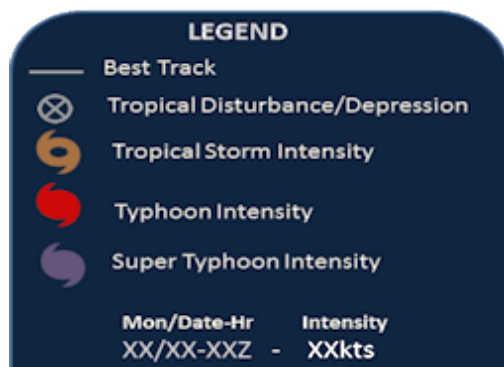 LEGEND
Best Track
Tropical Disturbance/Depression
Tropical Storm Intensity
Typhoon Intensity
Super Typhoon Intensity
Mon/Date-Hr Intensity
XX/XX-XXZ - XXkts